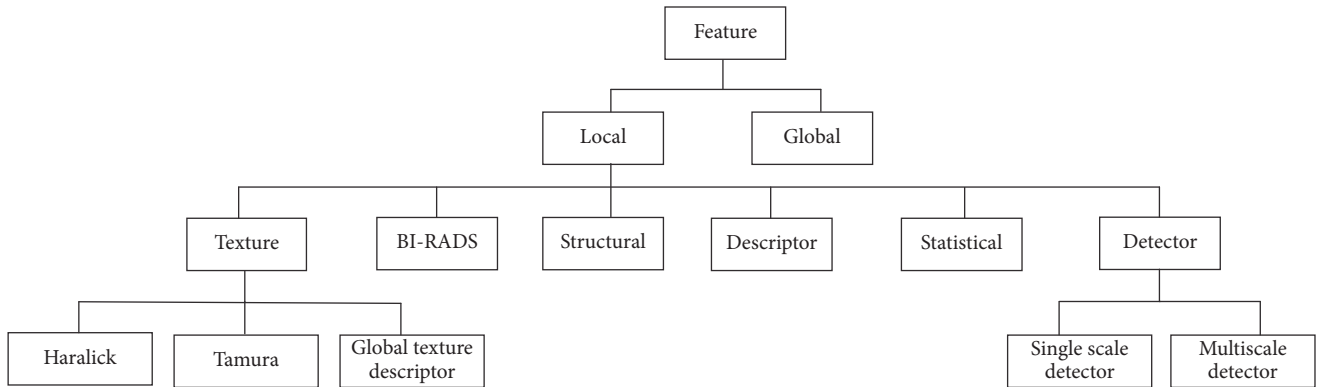 Feature
Local
Global
Texture
BI-RADS
Structural
Descriptor
Statistical
Detector
Haralick
Tamura
Global texture
descriptor
Single scale
detector
Multiscale
detector